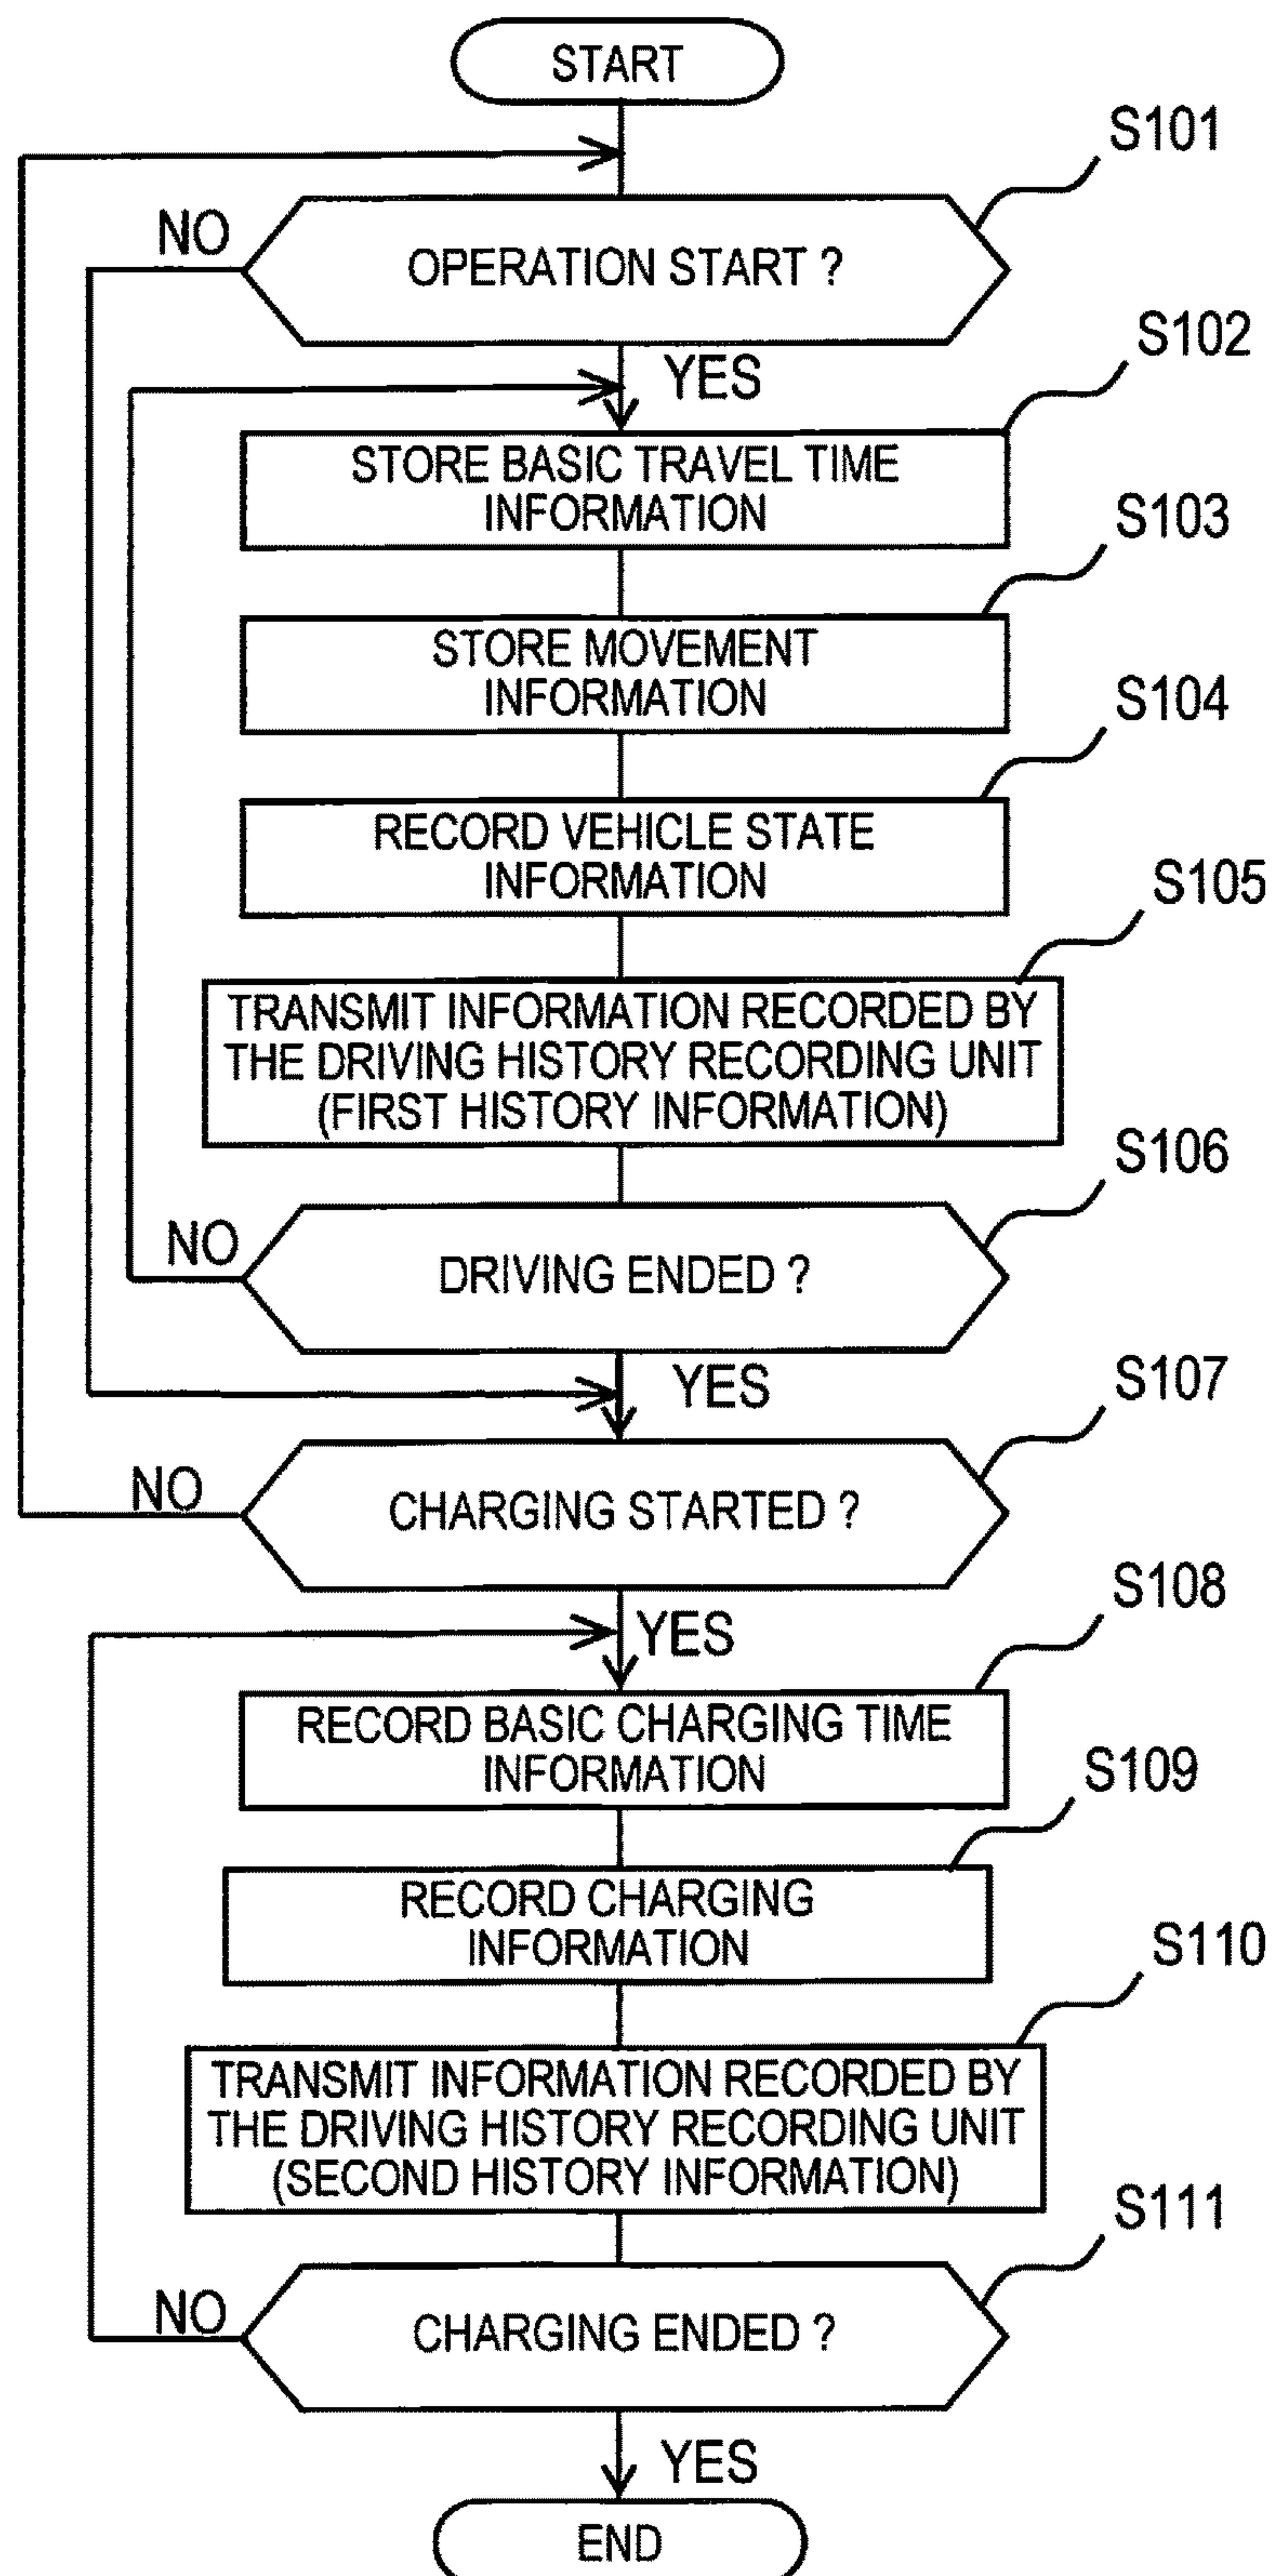 START
S101
NO
OPERATION START ?
S102
YES
STORE BASIC TRAVEL TIME
INFORMATION
S103
STORE MOVEMENT
INFORMATION
S104
RECORD VEHICLE STATE
INFORMATION
S105
TRANSMIT INFORMATION RECORDED BY
THE DRIVING HISTORY RECORDING UNIT
(FIRST HISTORY INFORMATION)
S106
NO
DRIVING ENDED ?
YES
S107
NO
CHARGING STARTED ?
S108
YES
RECORD BASIC CHARGING TIME
INFORMATION
S109
RECORD CHARGING
INFORMATION
S110
TRANSMIT INFORMATION RECORDED BY
THE DRIVING HISTORY RECORDING UNIT
(SECOND HISTORY INFORMATION)
S111
NO
CHARGING ENDED ?
YES
END